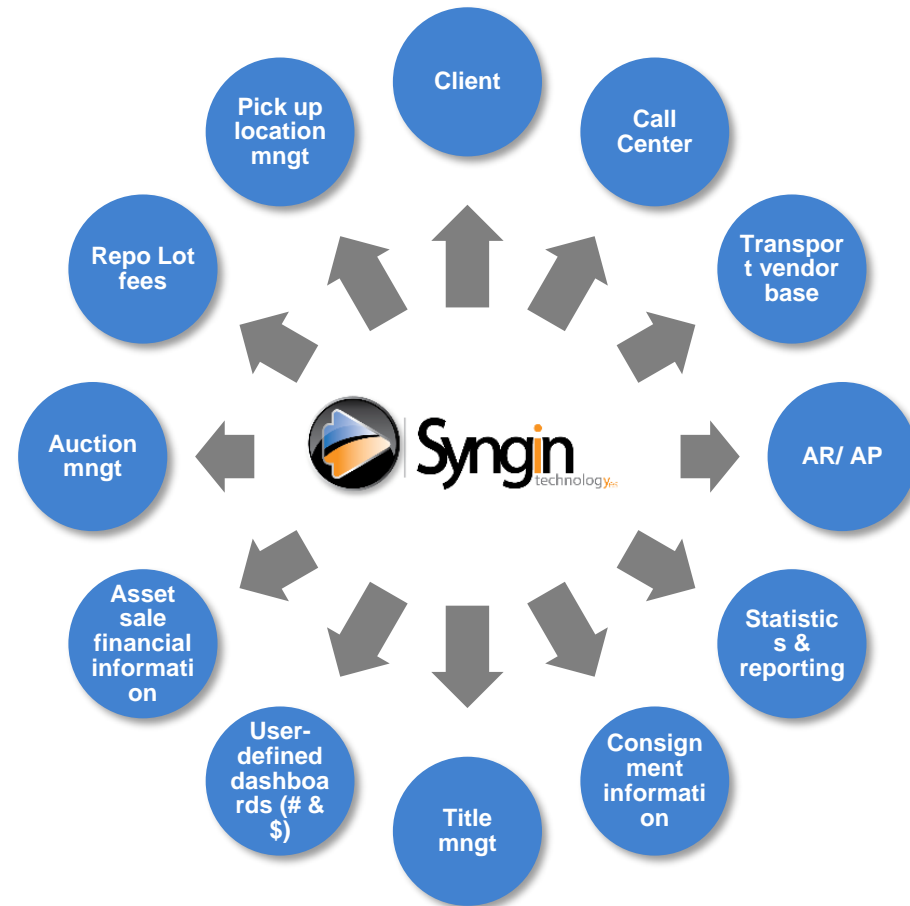 Client
Call
Center
Transpor
t vendor
base
AR/ AP
Statistic
s &
reporting
Consign
ment
informati
on
Title
mngt
User-
defined
dashboa
rds (# &
$)
Asset
sale
financial
informati
on
Auction
mngt
Repo Lot
fees
Pick up
location
mngt
Syngin
technology